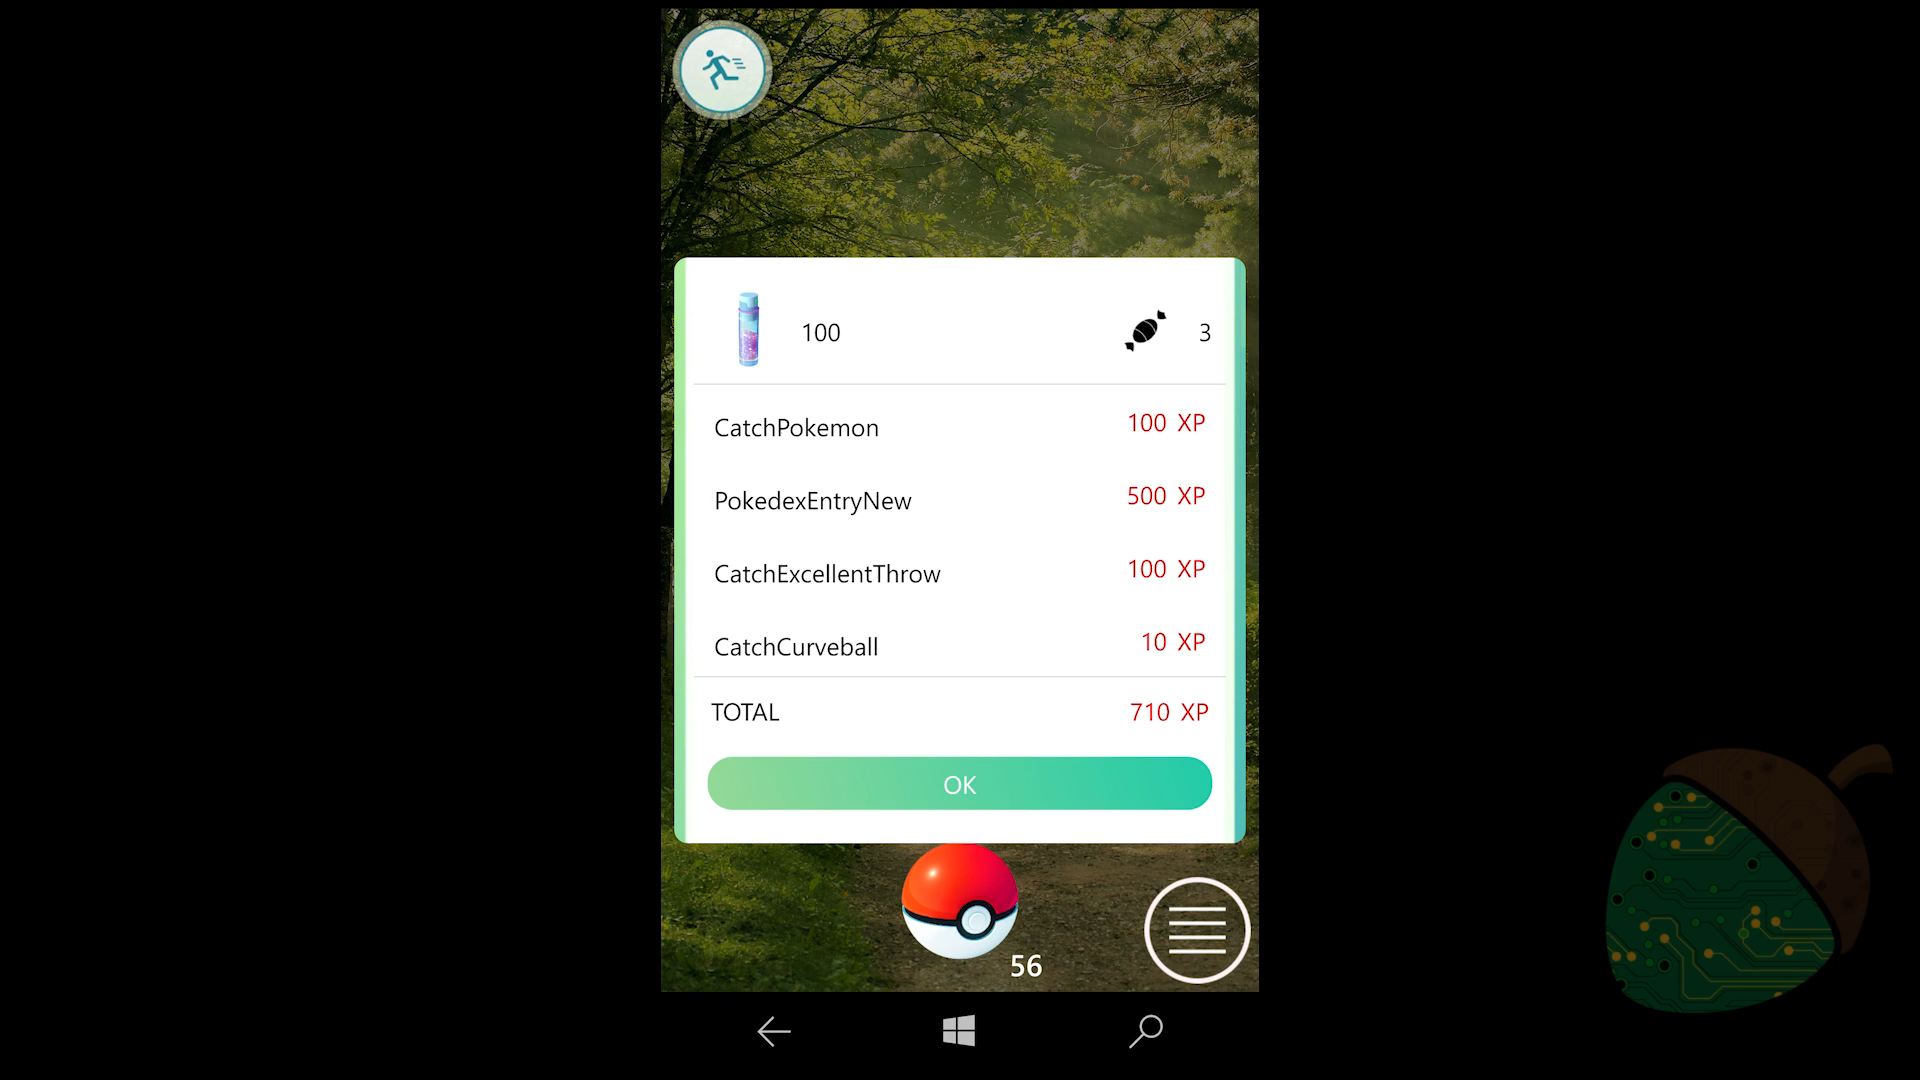 100 3
CatchPokemon 100 XP
PokedexEntryNew 500 XP
CatchExcellentThrow 100 XP
CatchCurveball 10 XP
TOTAL 710 XP
OK
56